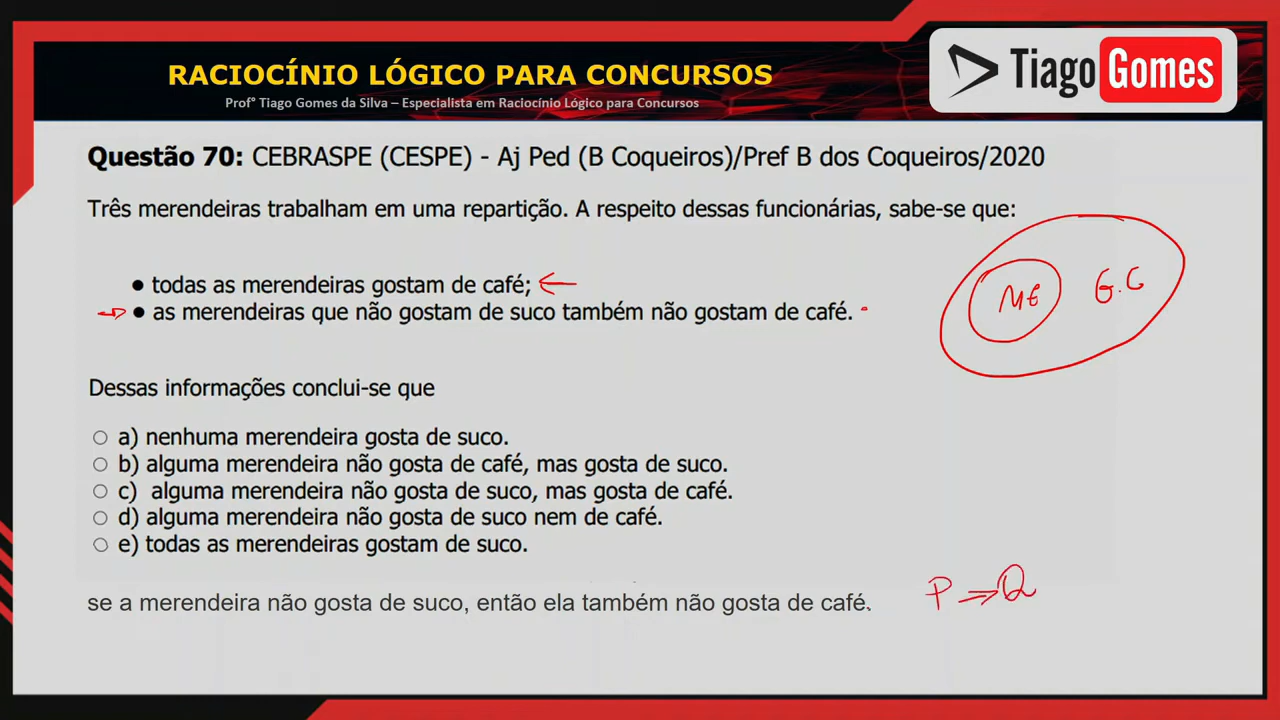 RACIOCÍNIO LÓGICO PARA CONCURSOS
Profº Tiago Gomes da Silva – Especialista em Raciocínio Lógico para Concursos
Tiago Gomes
Questão 70: CEBRASPE (CESPE) - Aj Ped (B Coqueiros)/Pref B dos Coqueiros/2020
Três merendeiras trabalham em uma repartição. A respeito dessas funcionárias, sabe-se que:
• todas as merendeiras gostam de café;
• as merendeiras que não gostam de suco também não gostam de café.
ME G.C
Dessas informações conclui-se que
a) nenhuma merendeira gosta de suco.
b) alguma merendeira não gosta de café, mas gosta de suco.
c) alguma merendeira não gosta de suco, mas gosta de café.
d) alguma merendeira não gosta de suco nem de café.
e) todas as merendeiras gostam de suco.
se a merendeira não gosta de suco, então ela também não gosta de café.
P → Q